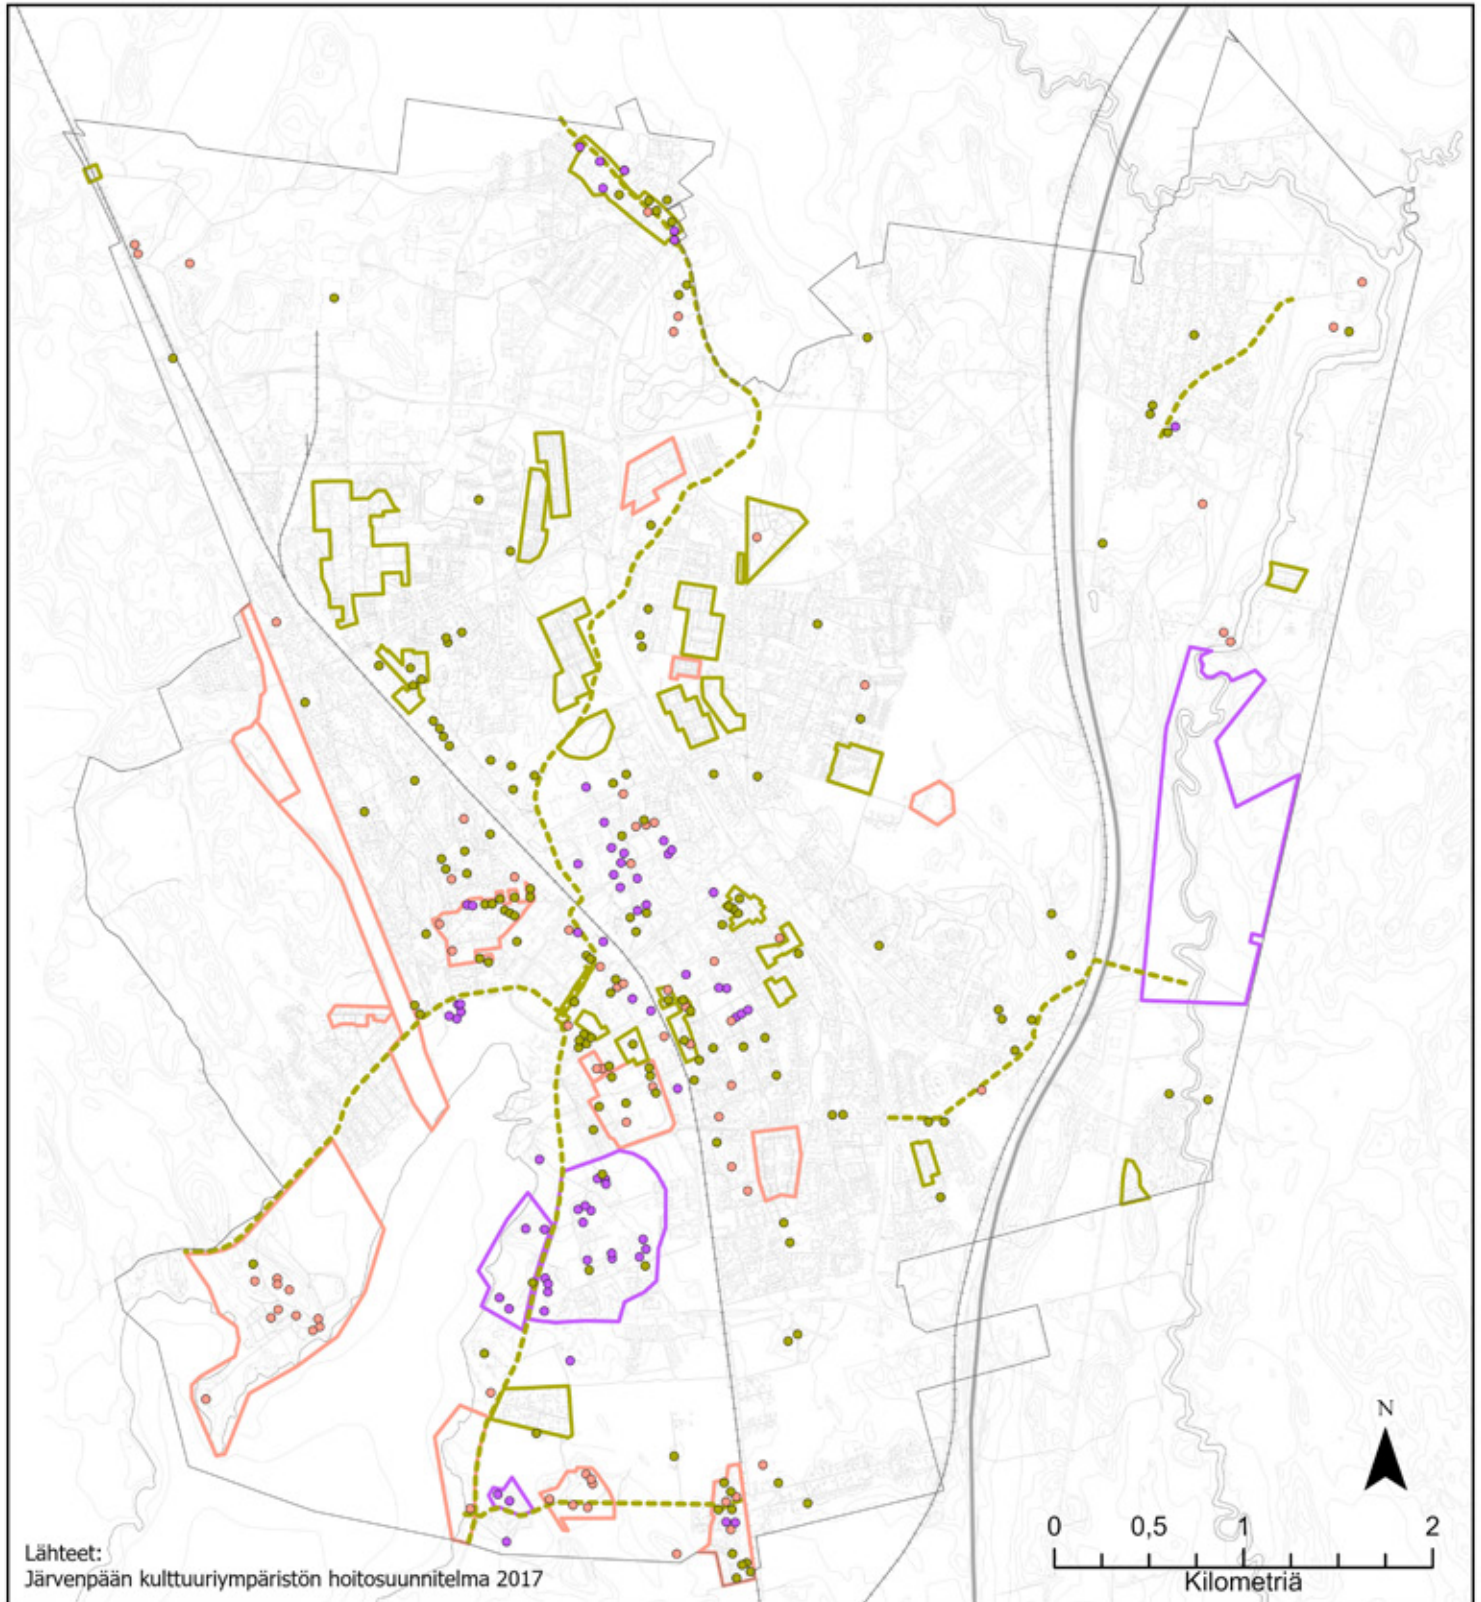 N
0 0,5 1 2
Kilometriä
Lähteet:
Järvenpään kulttuuriympäristön hoitosuunnitelma 2017